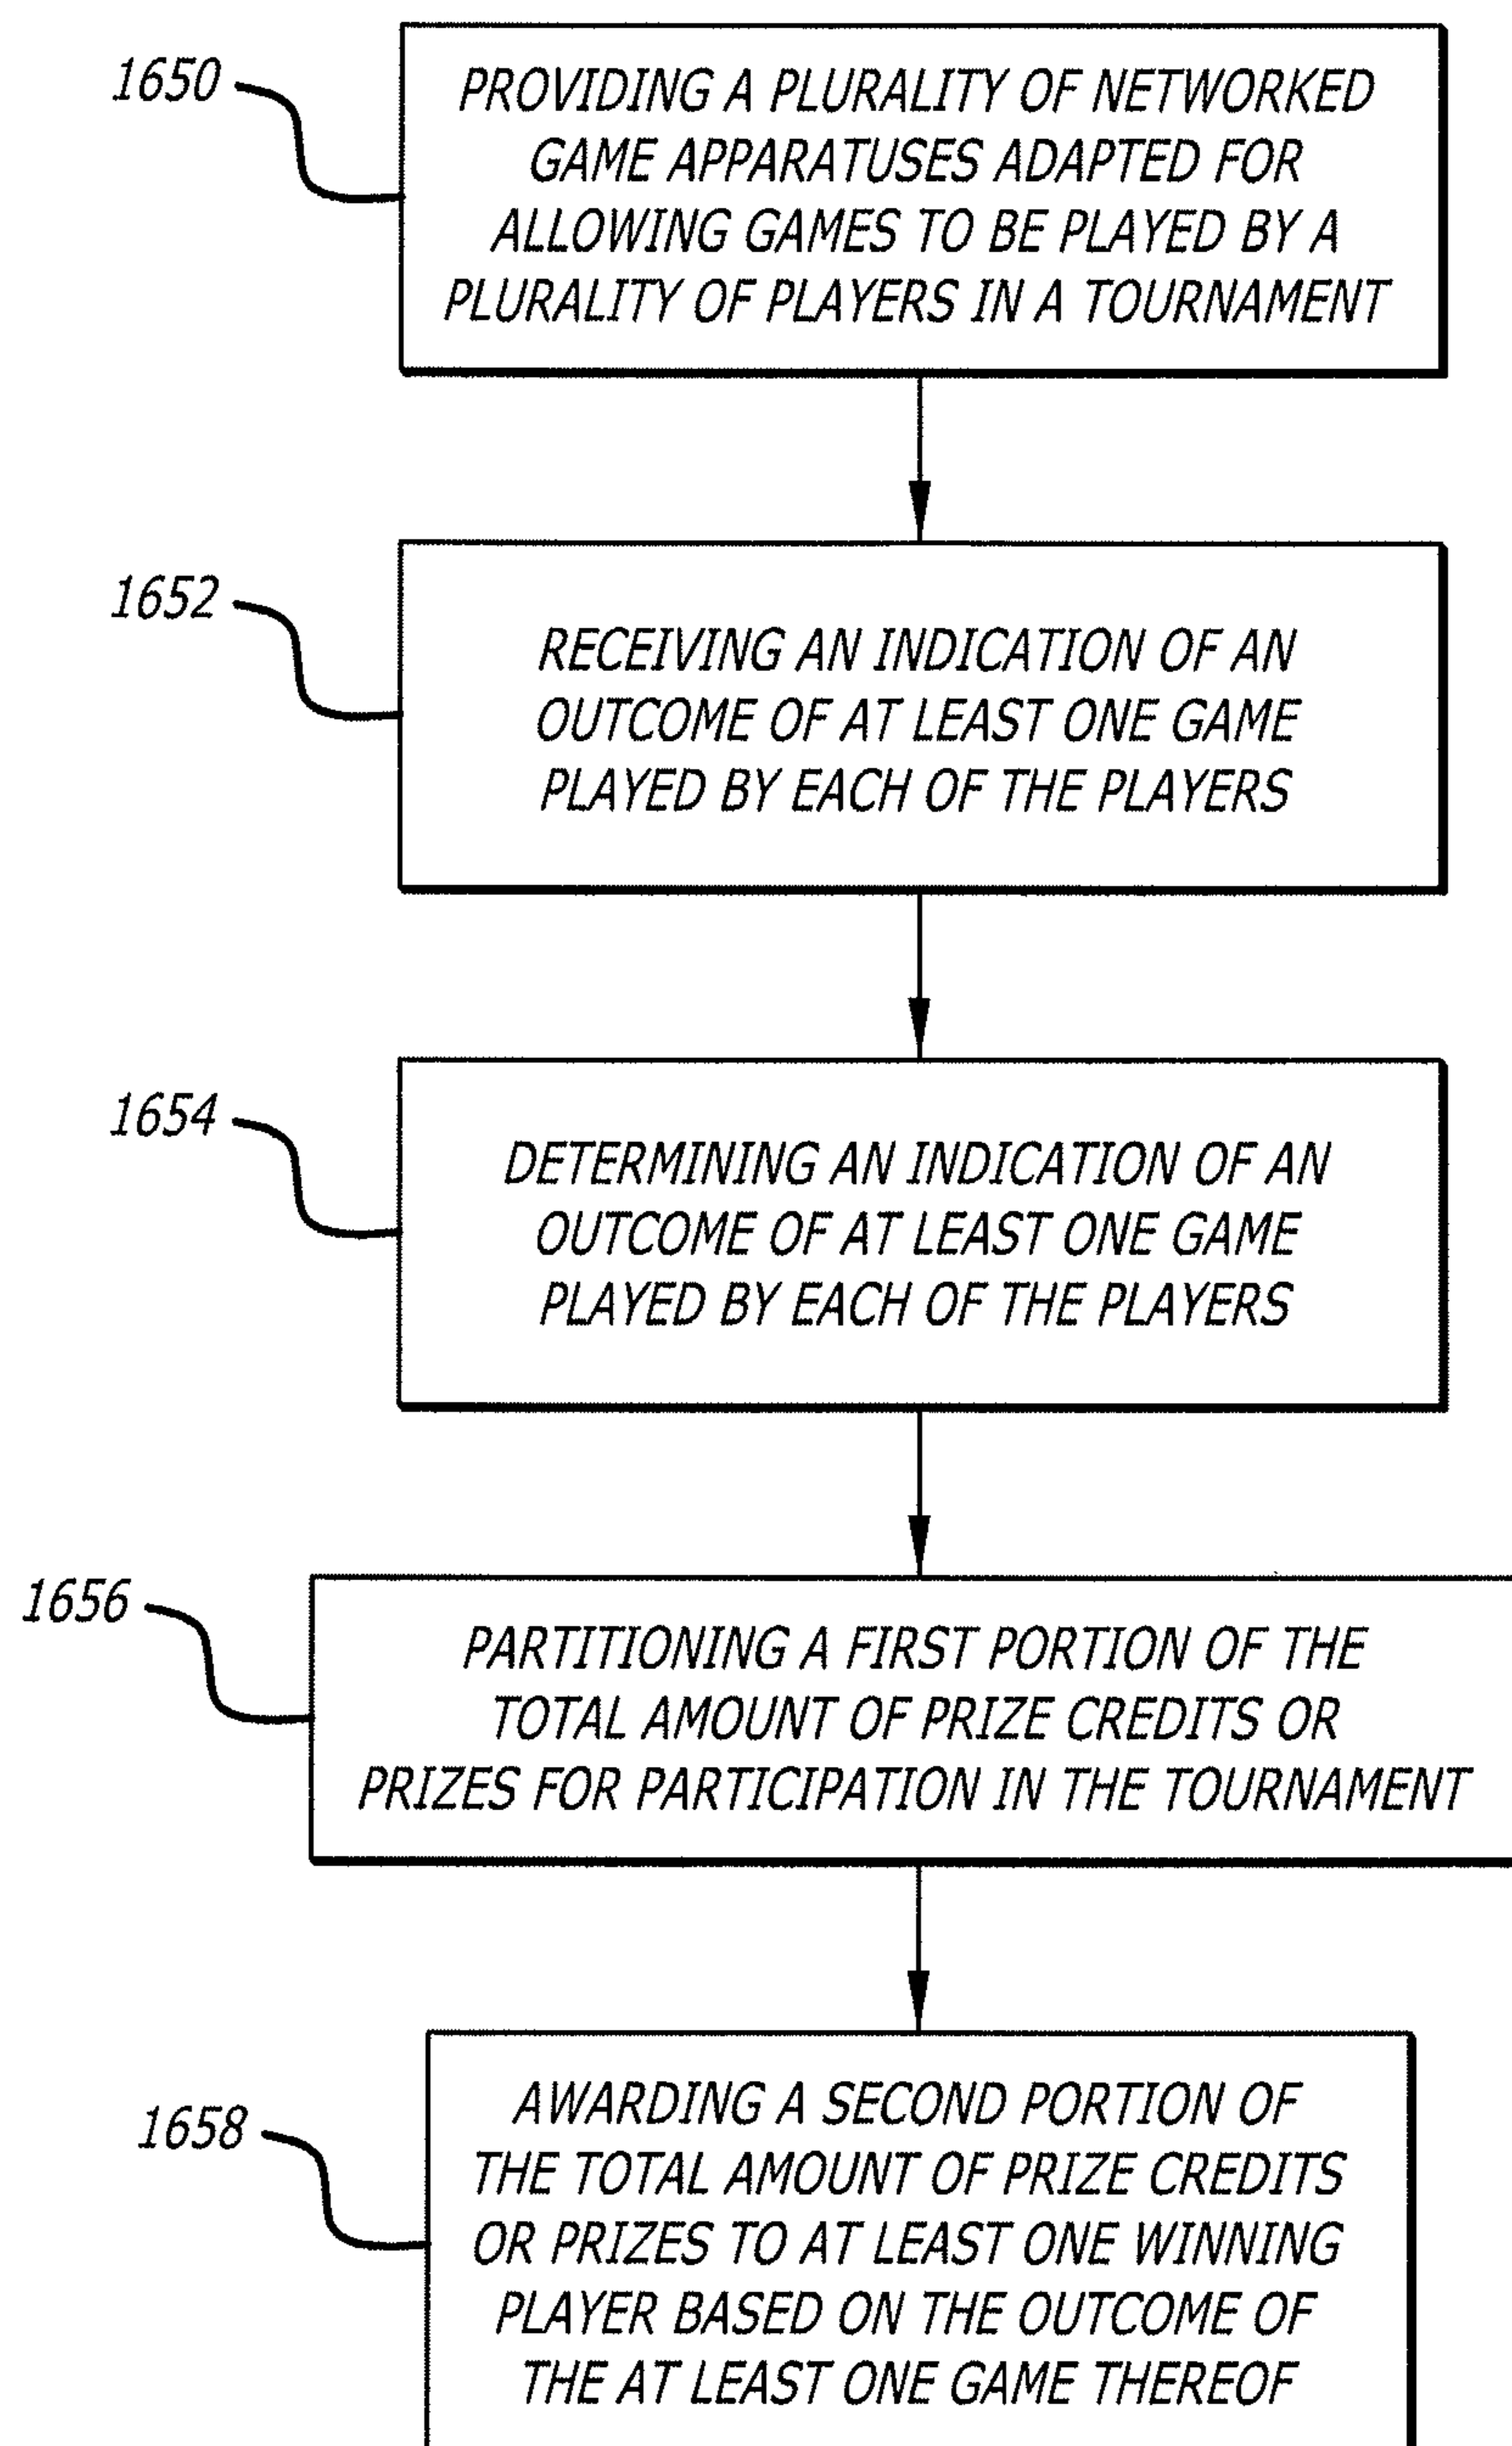 1650
PROVIDING A PLURALITY OF NETWORKED
GAME APPARATUSES ADAPTED FOR
ALLOWING GAMES TO BE PLAYED BY A
PLURALITY OF PLAYERS IN A TOURNAMENT
1652
RECEIVING AN INDICATION OF AN
OUTCOME OF AT LEAST ONE GAME
PLAYED BY EACH OF THE PLAYERS
1654
DETERMINING AN INDICATION OF AN
OUTCOME OF AT LEAST ONE GAME
PLAYED BY EACH OF THE PLAYERS
1656
PARTITIONING A FIRST PORTION OF THE
TOTAL AMOUNT OF PRIZE CREDITS OR
PRIZES FOR PARTICIPATION IN THE TOURNAMENT
1658
AWARDING A SECOND PORTION OF
THE TOTAL AMOUNT OF PRIZE CREDITS
OR PRIZES TO AT LEAST ONE WINNING
PLAYER BASED ON THE OUTCOME OF
THE AT LEAST ONE GAME THEREOF